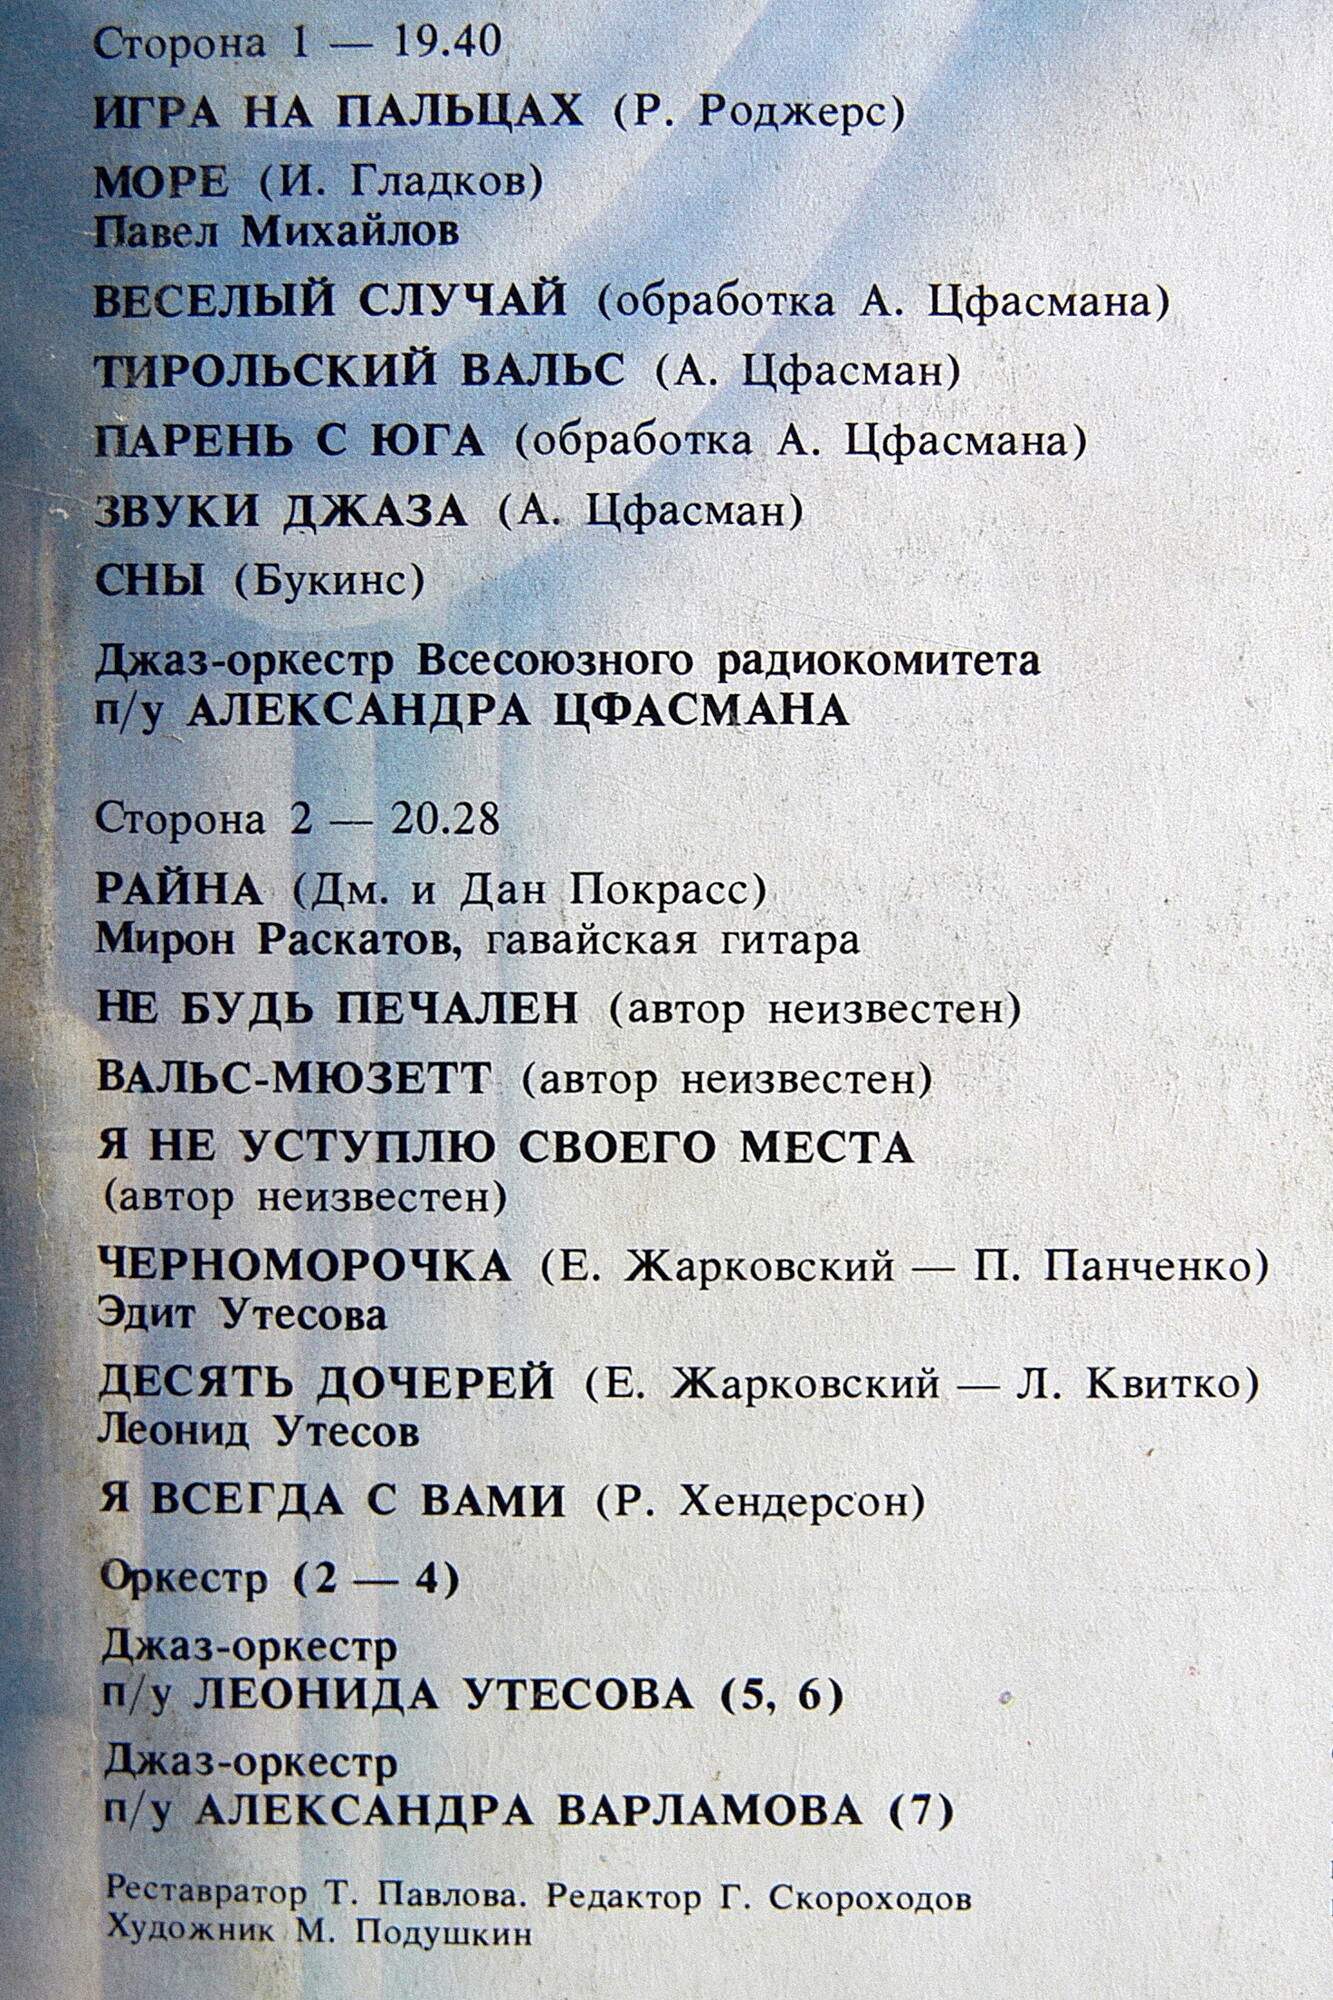 Сторона 1 — 19.40
ИГРА НА ПАЛЬЦАХ (Р. Роджерс)
МОРЕ (И. Гладков)
Павел Михайлов
ВЕСЕЛЫЙ СЛУЧАЙ (обработка А. Цфасмана)
ТИРОЛЬСКИЙ ВАЛЬС (А. Цфасман)
ПАРЕНЬ С ЮГА (обработка А. Цфасмана)
ЗВУКИ ДЖАЗА (А. Цфасман)
СНЫ (Букинс)
Джаз-оркестр Всесоюзного радиокомитета
п/у АЛЕКСАНДРА ЦФАСМАНА
Сторона 2 — 20.28
РАЙНА (Дм. и Дан Покрасс)
Мирон Раскатов, гавайская гитара
НЕ БУДЬ ПЕЧАЛЕН (автор неизвестен)
ВАЛЬС-МЮЗЕТТ (автор неизвестен)
Я НЕ УСТУПЛЮ СВОЕГО МЕСТА
(автор неизвестен)
ЧЕРНОМОРОЧКА (Е. Жарковский — П. Панченко)
Эдит Утесова
ДЕСЯТЬ ДОЧЕРЕЙ (Е. Жарковский — Л. Квитко)
Леонид Утесов
Я ВСЕГДА С ВАМИ (Р. Хендерсон)
Оркестр (2 — 4)
Джаз-оркестр
п/у ЛЕОНИДА УТЕСОВА (5, 6)
Джаз-оркестр
п/у АЛЕКСАНДРА ВАРЛАМОВА (7)
Реставратор Т. Павлова. Редактор Г. Скороходов
Художник М. Подушкин